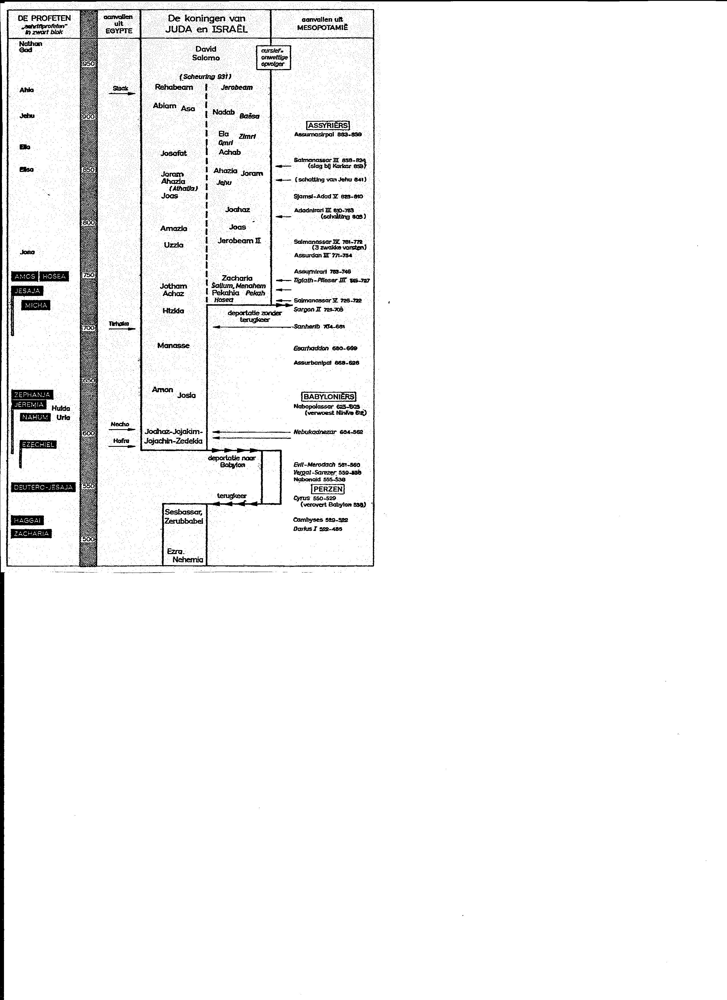 DE PROFETEN
„schriftprofeten"
in zwart blok
aanvallen
uit
EGYPTE
De koningen van
JUDA en ISRAËL
aanvallen uit
MESOPOTAMIË
Nathan
Gad
David
Salomo
cursief=
onwettige
opvolger
950
(Scheuring 931)
Ahia
Sisak
Rehabeam
Jerobeam
Abiam
Asa
Nadab
Baësa
Jehu
900
ASSYRIËRS
Ela
Zimri
Omri
Assurnasirpal 883-859
Elia
Josafat
Achab
Salmanassar III 858-824
(slag bij Karkar 853)
Elisa
850
Joram
Ahazia
(Athalia)
Joas
Ahazia
Joram
Jehu
(schatting van Jehu 841)
Sjamsi-Adad V 823-810
Joahaz
Adadnirari III 810-783
(schatting 805)
800
Amazia
Joas
Uzzia
Jerobeam II
Salmanassar IV 781-772
(3 zwakke vorsten)
Jona
Assurdan III 771-754
AMOS
HOSEA
750
Assurnirari 753-746
Zacharia
Tiglath-Pileser III 745-727
Jotham
Achaz
Sallum, Menahem
Pekahia
Pekah
Hosea
JESAJA
MICHA
Salmanassar V 726-722
Hizkia
deportatie zonder
terugkeer
Sargon II 721-705
Tirhaka
700
Sanherib 704-681
Manasse
Esarhaddon 680-669
Assurbanipal 668-626
650
Amon
Josia
ZEPHANJA
JEREMIA
Hulda
NAHUM
Uria
BABYLONIËRS
Nabopolassar 625-605
(verwoest Ninive 612)
Necho
600
Joahaz-Jojakim-
Jojachin-Zedekia
Nebukadnezar 604-562
Hofra
EZECHIEL
deportatie naar
Babylon
Evil-Merodach 561-560
Vergal-Sarezer 559-556
Nabonaid 555-538
DEUTERO-JESAJA
550
PERZEN
terugkeer
Cyrus 550-529
(verovert Babylon 538)
Sesbassar,
Zerubbabel
HAGGAI
ZACHARIA
Cambyses 529-522
Darius I 522-486
500
Ezra.
Nehemia